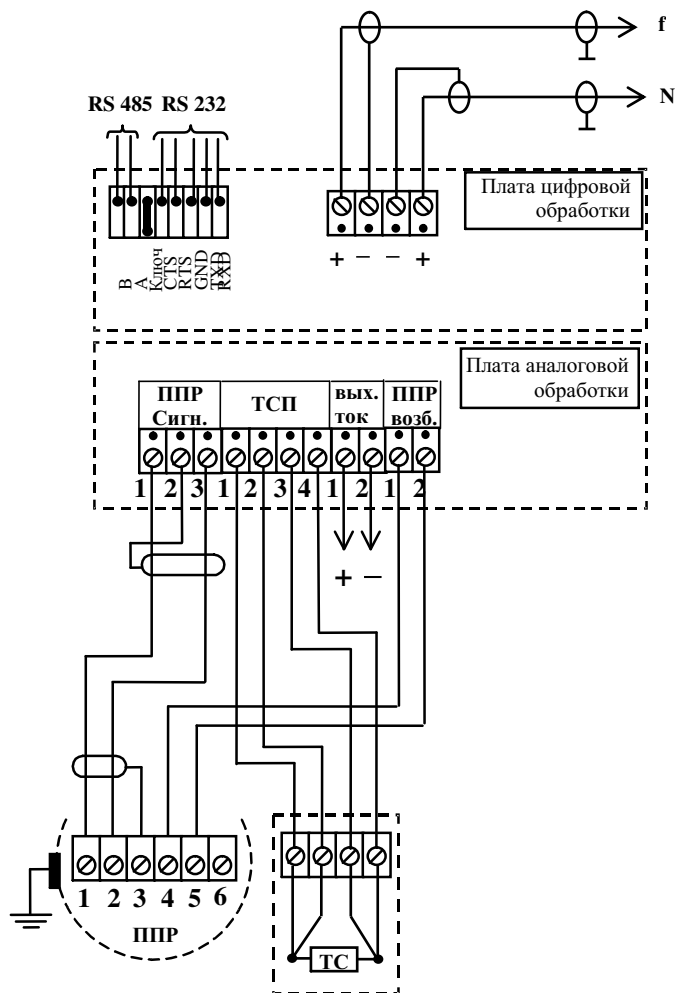 f
N
RS 485 RS 232
Плата цифровой
обработки
B
A
Ключ
CTS
RTS
GND
TXD
RXD
+ – – +
Плата аналоговой
обработки
ППР
Сигн.
ТСП
вых.
ток
ППР
возб.
1 2 3 1 2 3 4 1 2 1 2
+ –
1 2 3 4 5 6
ППР
ТС